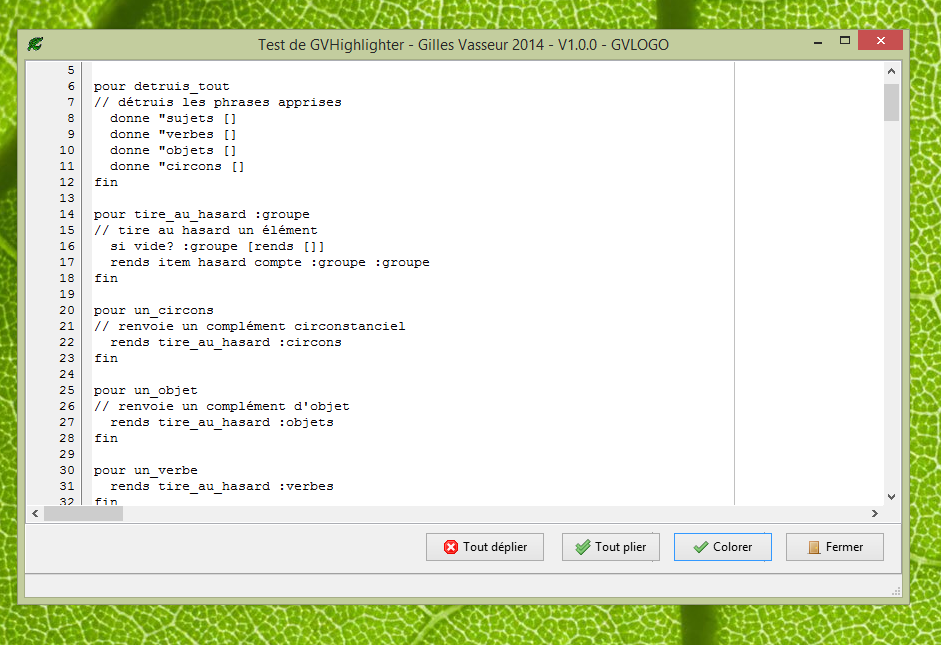 Test de GVHighlighter - Gilles Vasseur 2014 - V1.0.0 - GVLOGO
5
6 pour detruis_tout
7 // détruis les phrases apprises
8   donne "sujets []
9   donne "verbes []
10   donne "objets []
11   donne "circons []
12 fin
13
14 pour tire_au_hasard :groupe
15 // tire au hasard un élément
16   si vide? :groupe [rends []]
17   rends item hasard compte :groupe :groupe
18 fin
19
20 pour un_circons
21 // renvoie un complément circonstanciel
22   rends tire_au_hasard :circons
23 fin
24
25 pour un_objet
26 // renvoie un complément d'objet
27   rends tire_au_hasard :objets
28 fin
29
30 pour un_verbe
31   rends tire_au_hasard :verbes
32 fin
Tout déplier Tout plier Colorer Fermer